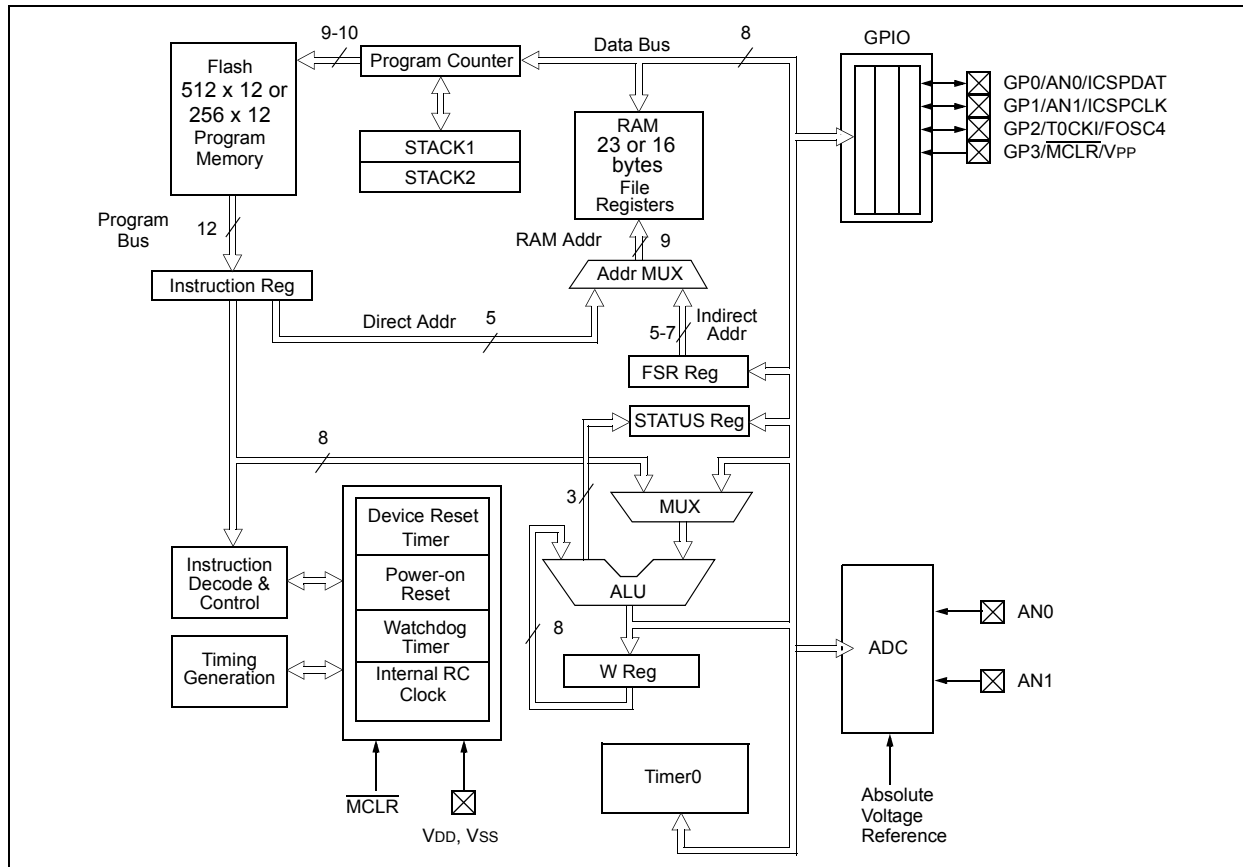 9-10
Program Counter
Data Bus
8
GPIO
Flash
512 x 12 or
256 x 12
Program
Memory
STACK1
STACK2
RAM
23 or 16
bytes
File
Registers
GP0/AN0/ICSPDAT
GP1/AN1/ICSPCLK
GP2/T0CKI/FOSC4
GP3/MCLR/VPP
Program
Bus
12
RAM Addr
9
Instruction Reg
Addr MUX
Direct Addr
5
5-7
Indirect
Addr
FSR Reg
STATUS Reg
8
3
MUX
Device Reset
Timer
Instruction
Decode &
Control
Power-on
Reset
ALU
Watchdog
Timer
8
Timing
Generation
Internal RC
Clock
W Reg
ADC
AN0
AN1
Timer0
MCLR
VDD, VSS
Absolute
Voltage
Reference